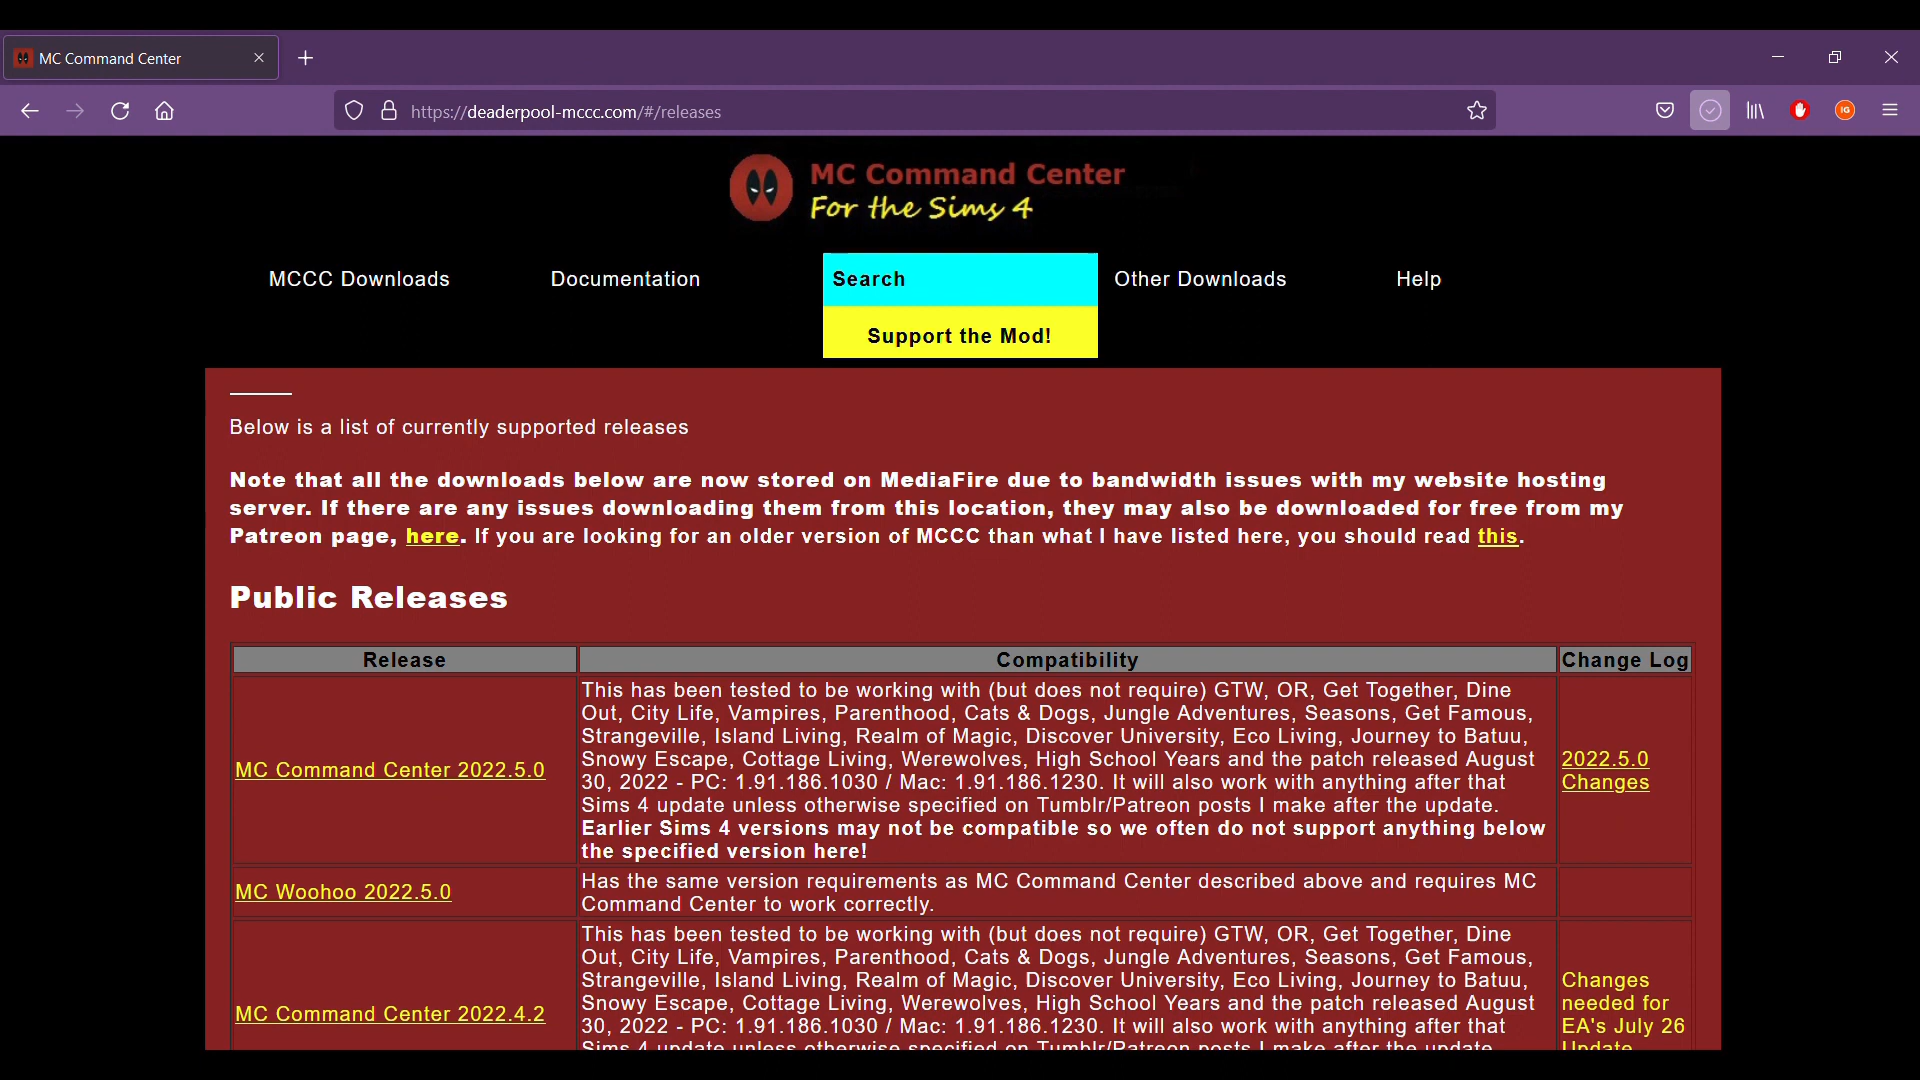 MC Command Center
https://deaderpool-mccc.com/#/releases
IG
MC Command Center
For the Sims 4
MCCC Downloads
Documentation
Search
Other Downloads
Help
Support the Mod!
Below is a list of currently supported releases
Note that all the downloads below are now stored on MediaFire due to bandwidth issues with my website hosting
server. If there are any issues downloading them from this location, they may also be downloaded for free from my
Patreon page, here. If you are looking for an older version of MCCC than what I have listed here, you should read this.
Public Releases
Release
Compatibility
Change Log
MC Command Center 2022.5.0
This has been tested to be working with (but does not require) GTW, OR, Get Together, Dine
Out, City Life, Vampires, Parenthood, Cats & Dogs, Jungle Adventures, Seasons, Get Famous,
Strangeville, Island Living, Realm of Magic, Discover University, Eco Living, Journey to Batuu,
Snowy Escape, Cottage Living, Werewolves, High School Years and the patch released August
30, 2022 - PC: 1.91.186.1030 / Mac: 1.91.186.1230. It will also work with anything after that
Sims 4 update unless otherwise specified on Tumblr/Patreon posts I make after the update.
Earlier Sims 4 versions may not be compatible so we often do not support anything below
the specified version here!
2022.5.0
Changes
MC Woohoo 2022.5.0
Has the same version requirements as MC Command Center described above and requires MC
Command Center to work correctly.
MC Command Center 2022.4.2
This has been tested to be working with (but does not require) GTW, OR, Get Together, Dine
Out, City Life, Vampires, Parenthood, Cats & Dogs, Jungle Adventures, Seasons, Get Famous,
Strangeville, Island Living, Realm of Magic, Discover University, Eco Living, Journey to Batuu,
Snowy Escape, Cottage Living, Werewolves, High School Years and the patch released August
30, 2022 - PC: 1.91.186.1030 / Mac: 1.91.186.1230. It will also work with anything after that
Sims 4 update unless otherwise specified on Tumblr/Patreon posts I make after the update.
Changes
needed for
EA's July 26
Update